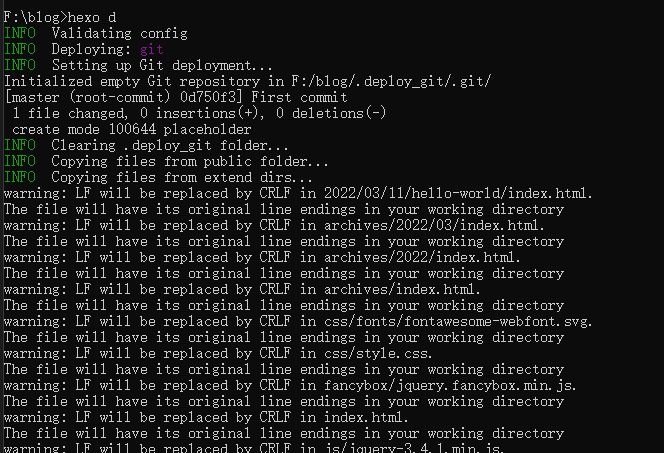 F:\blog>hexo d
INFO  Validating config
INFO  Deploying: git
INFO  Setting up Git deployment...
Initialized empty Git repository in F:/blog/.deploy_git/.git/
[master (root-commit) 0d750f3] First commit
 1 file changed, 0 insertions(+), 0 deletions(-)
 create mode 100644 placeholder
INFO  Clearing .deploy_git folder...
INFO  Copying files from public folder...
INFO  Copying files from extend dirs...
warning: LF will be replaced by CRLF in 2022/03/11/hello-world/index.html.
The file will have its original line endings in your working directory
warning: LF will be replaced by CRLF in archives/2022/03/index.html.
The file will have its original line endings in your working directory
warning: LF will be replaced by CRLF in archives/2022/index.html.
The file will have its original line endings in your working directory
warning: LF will be replaced by CRLF in archives/index.html.
The file will have its original line endings in your working directory
warning: LF will be replaced by CRLF in css/fonts/fontawesome-webfont.svg.
The file will have its original line endings in your working directory
warning: LF will be replaced by CRLF in css/style.css.
The file will have its original line endings in your working directory
warning: LF will be replaced by CRLF in fancybox/jquery.fancybox.min.js.
The file will have its original line endings in your working directory
warning: LF will be replaced by CRLF in index.html.
The file will have its original line endings in your working directory
warning: LF will be replaced by CRLF in js/jquery-3.4.1.min.js.